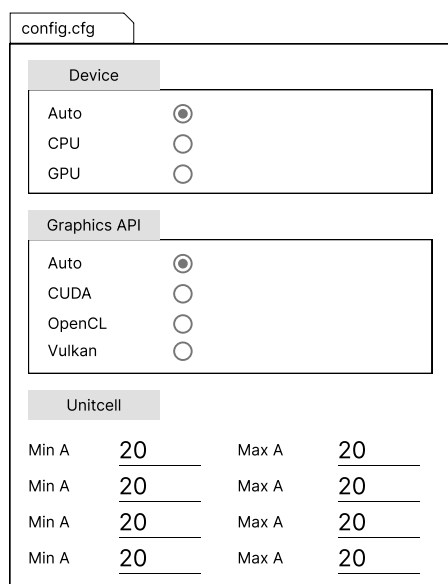 config.cfg
Device
Auto
CPU
GPU
Graphics API
Auto
CUDA
OpenCL
Vulkan
Unitcell
Min A 20 Max A 20
Min A 20 Max A 20
Min A 20 Max A 20
Min A 20 Max A 20